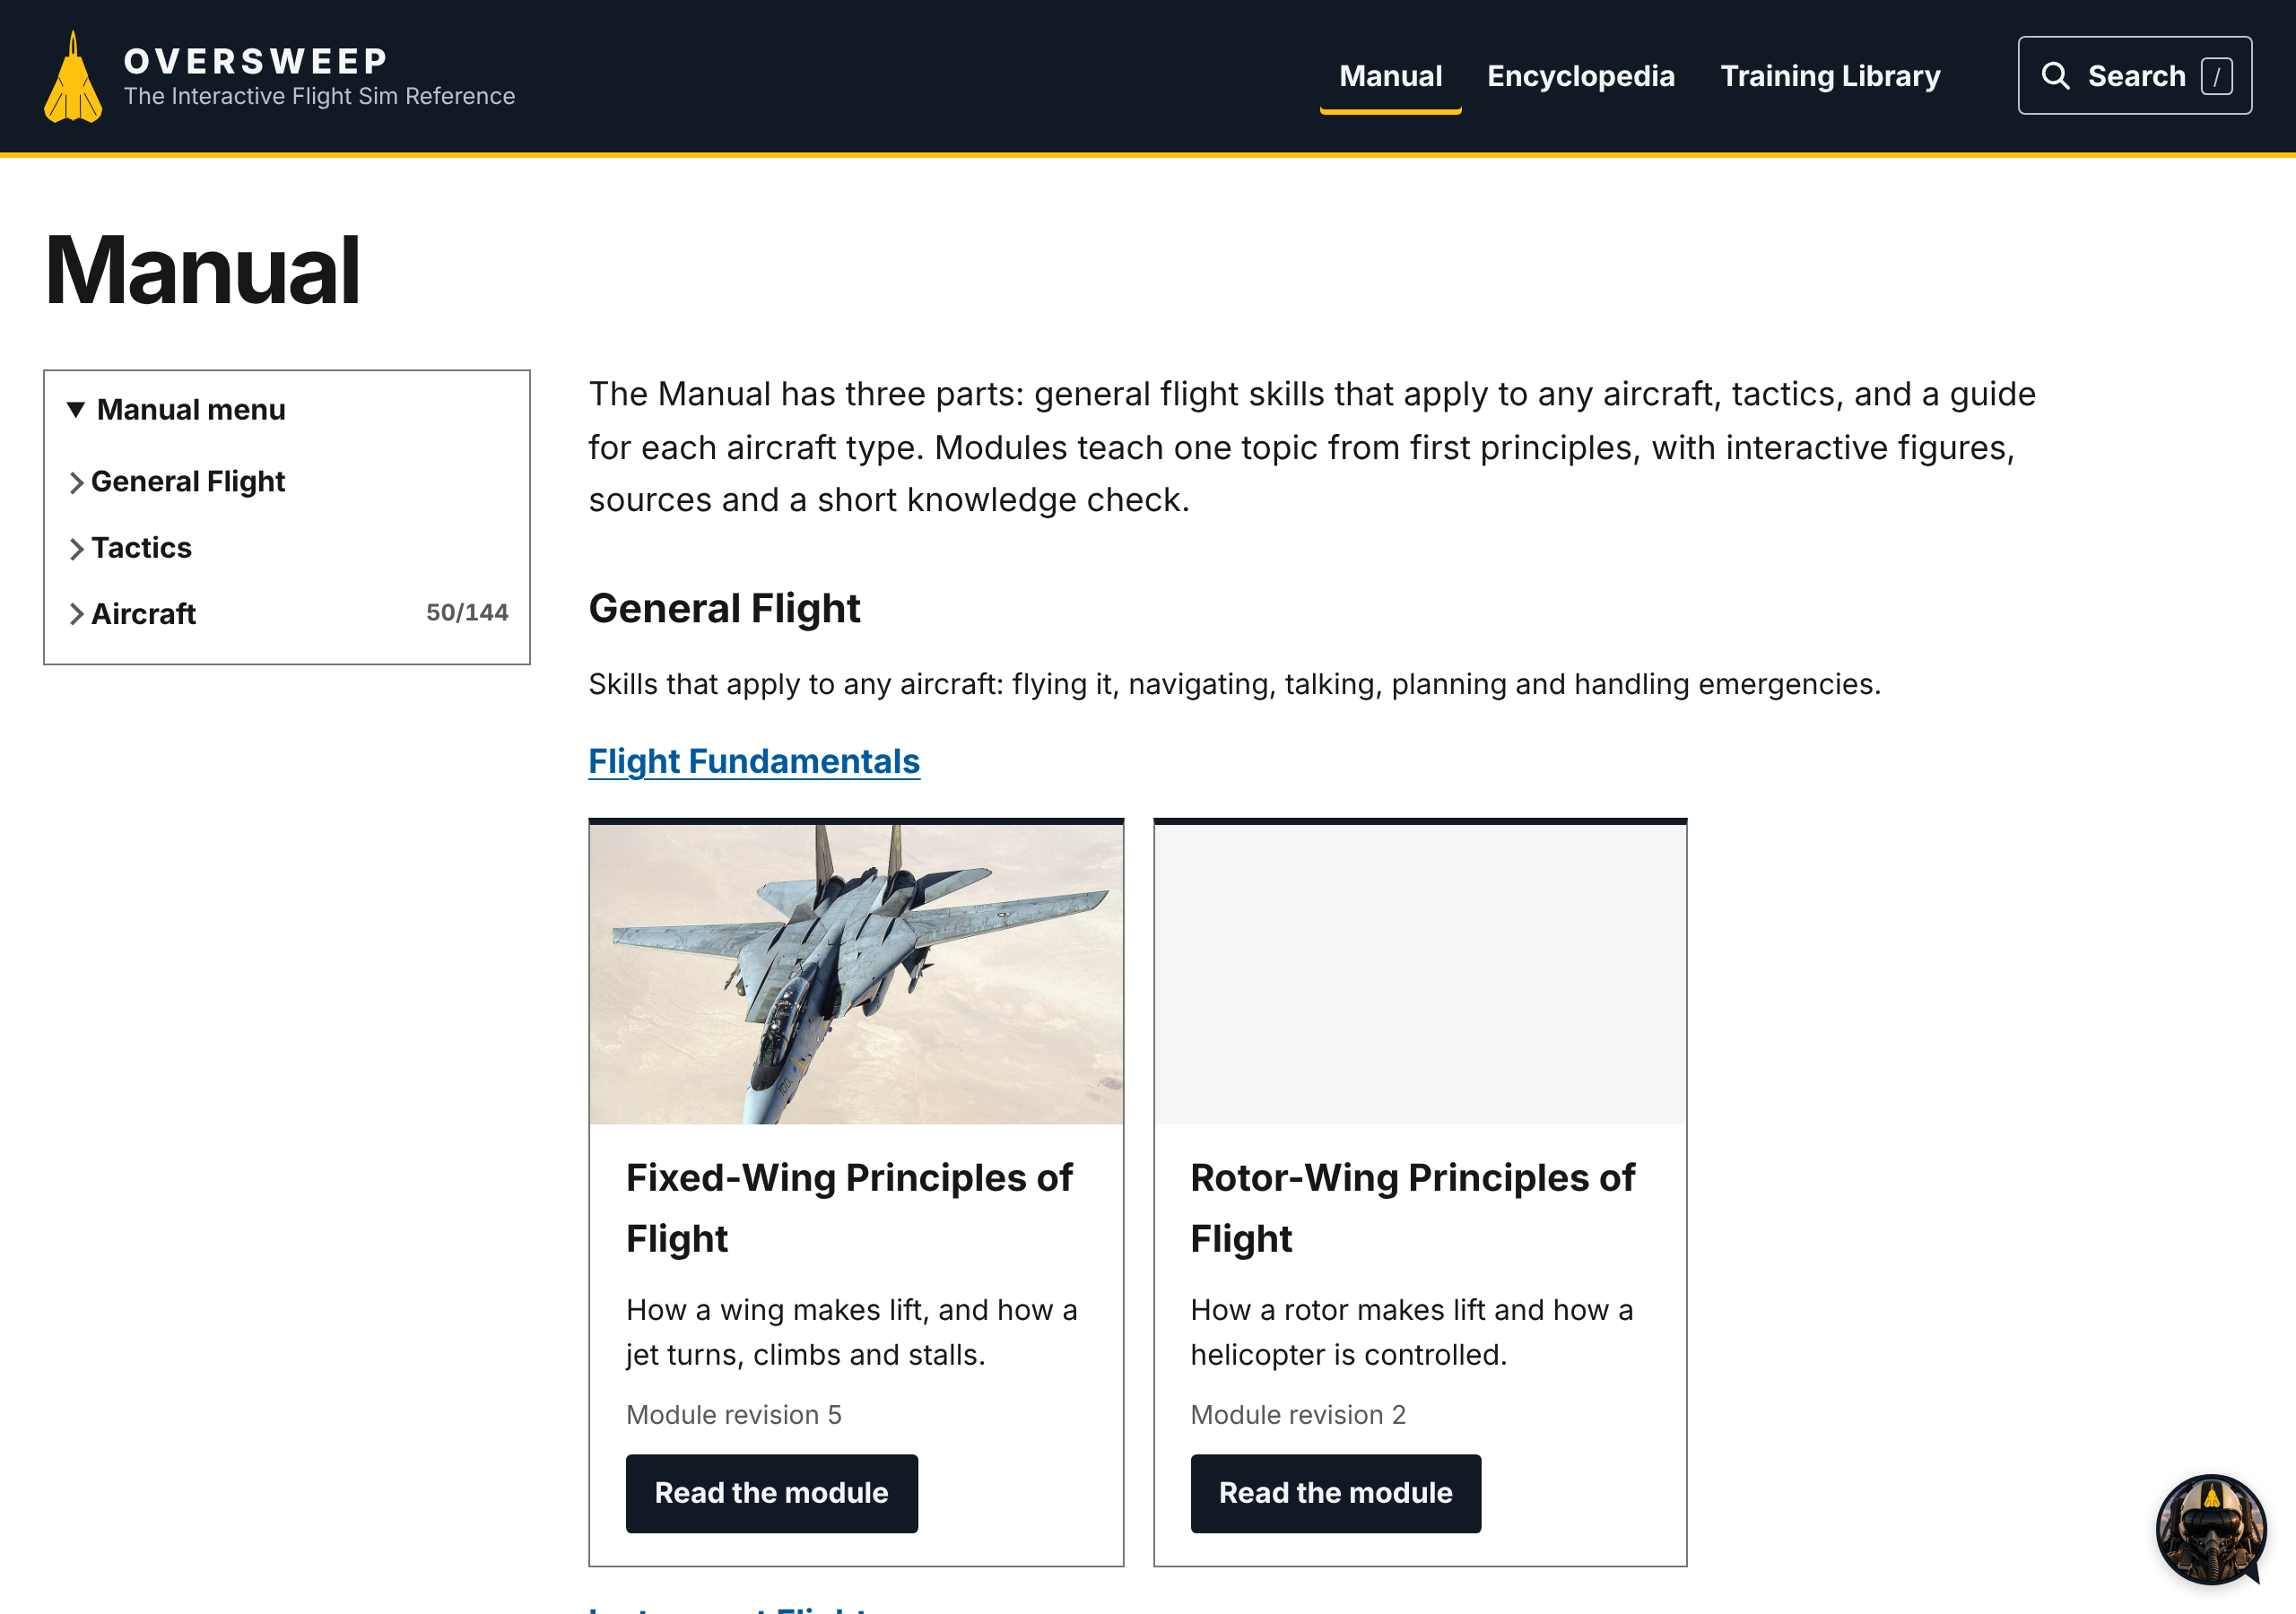 OVERSWEEP
The Interactive Flight Sim Reference
Manual
Encyclopedia
Training Library
Search /
Manual
Manual menu
General Flight
Tactics
Aircraft 50/144
The Manual has three parts: general flight skills that apply to any aircraft, tactics, and a guide
for each aircraft type. Modules teach one topic from first principles, with interactive figures,
sources and a short knowledge check.
General Flight
Skills that apply to any aircraft: flying it, navigating, talking, planning and handling emergencies.
Flight Fundamentals
Fixed-Wing Principles of
Flight
How a wing makes lift, and how a
jet turns, climbs and stalls.
Module revision 5
Read the module
Rotor-Wing Principles of
Flight
How a rotor makes lift and how a
helicopter is controlled.
Module revision 2
Read the module